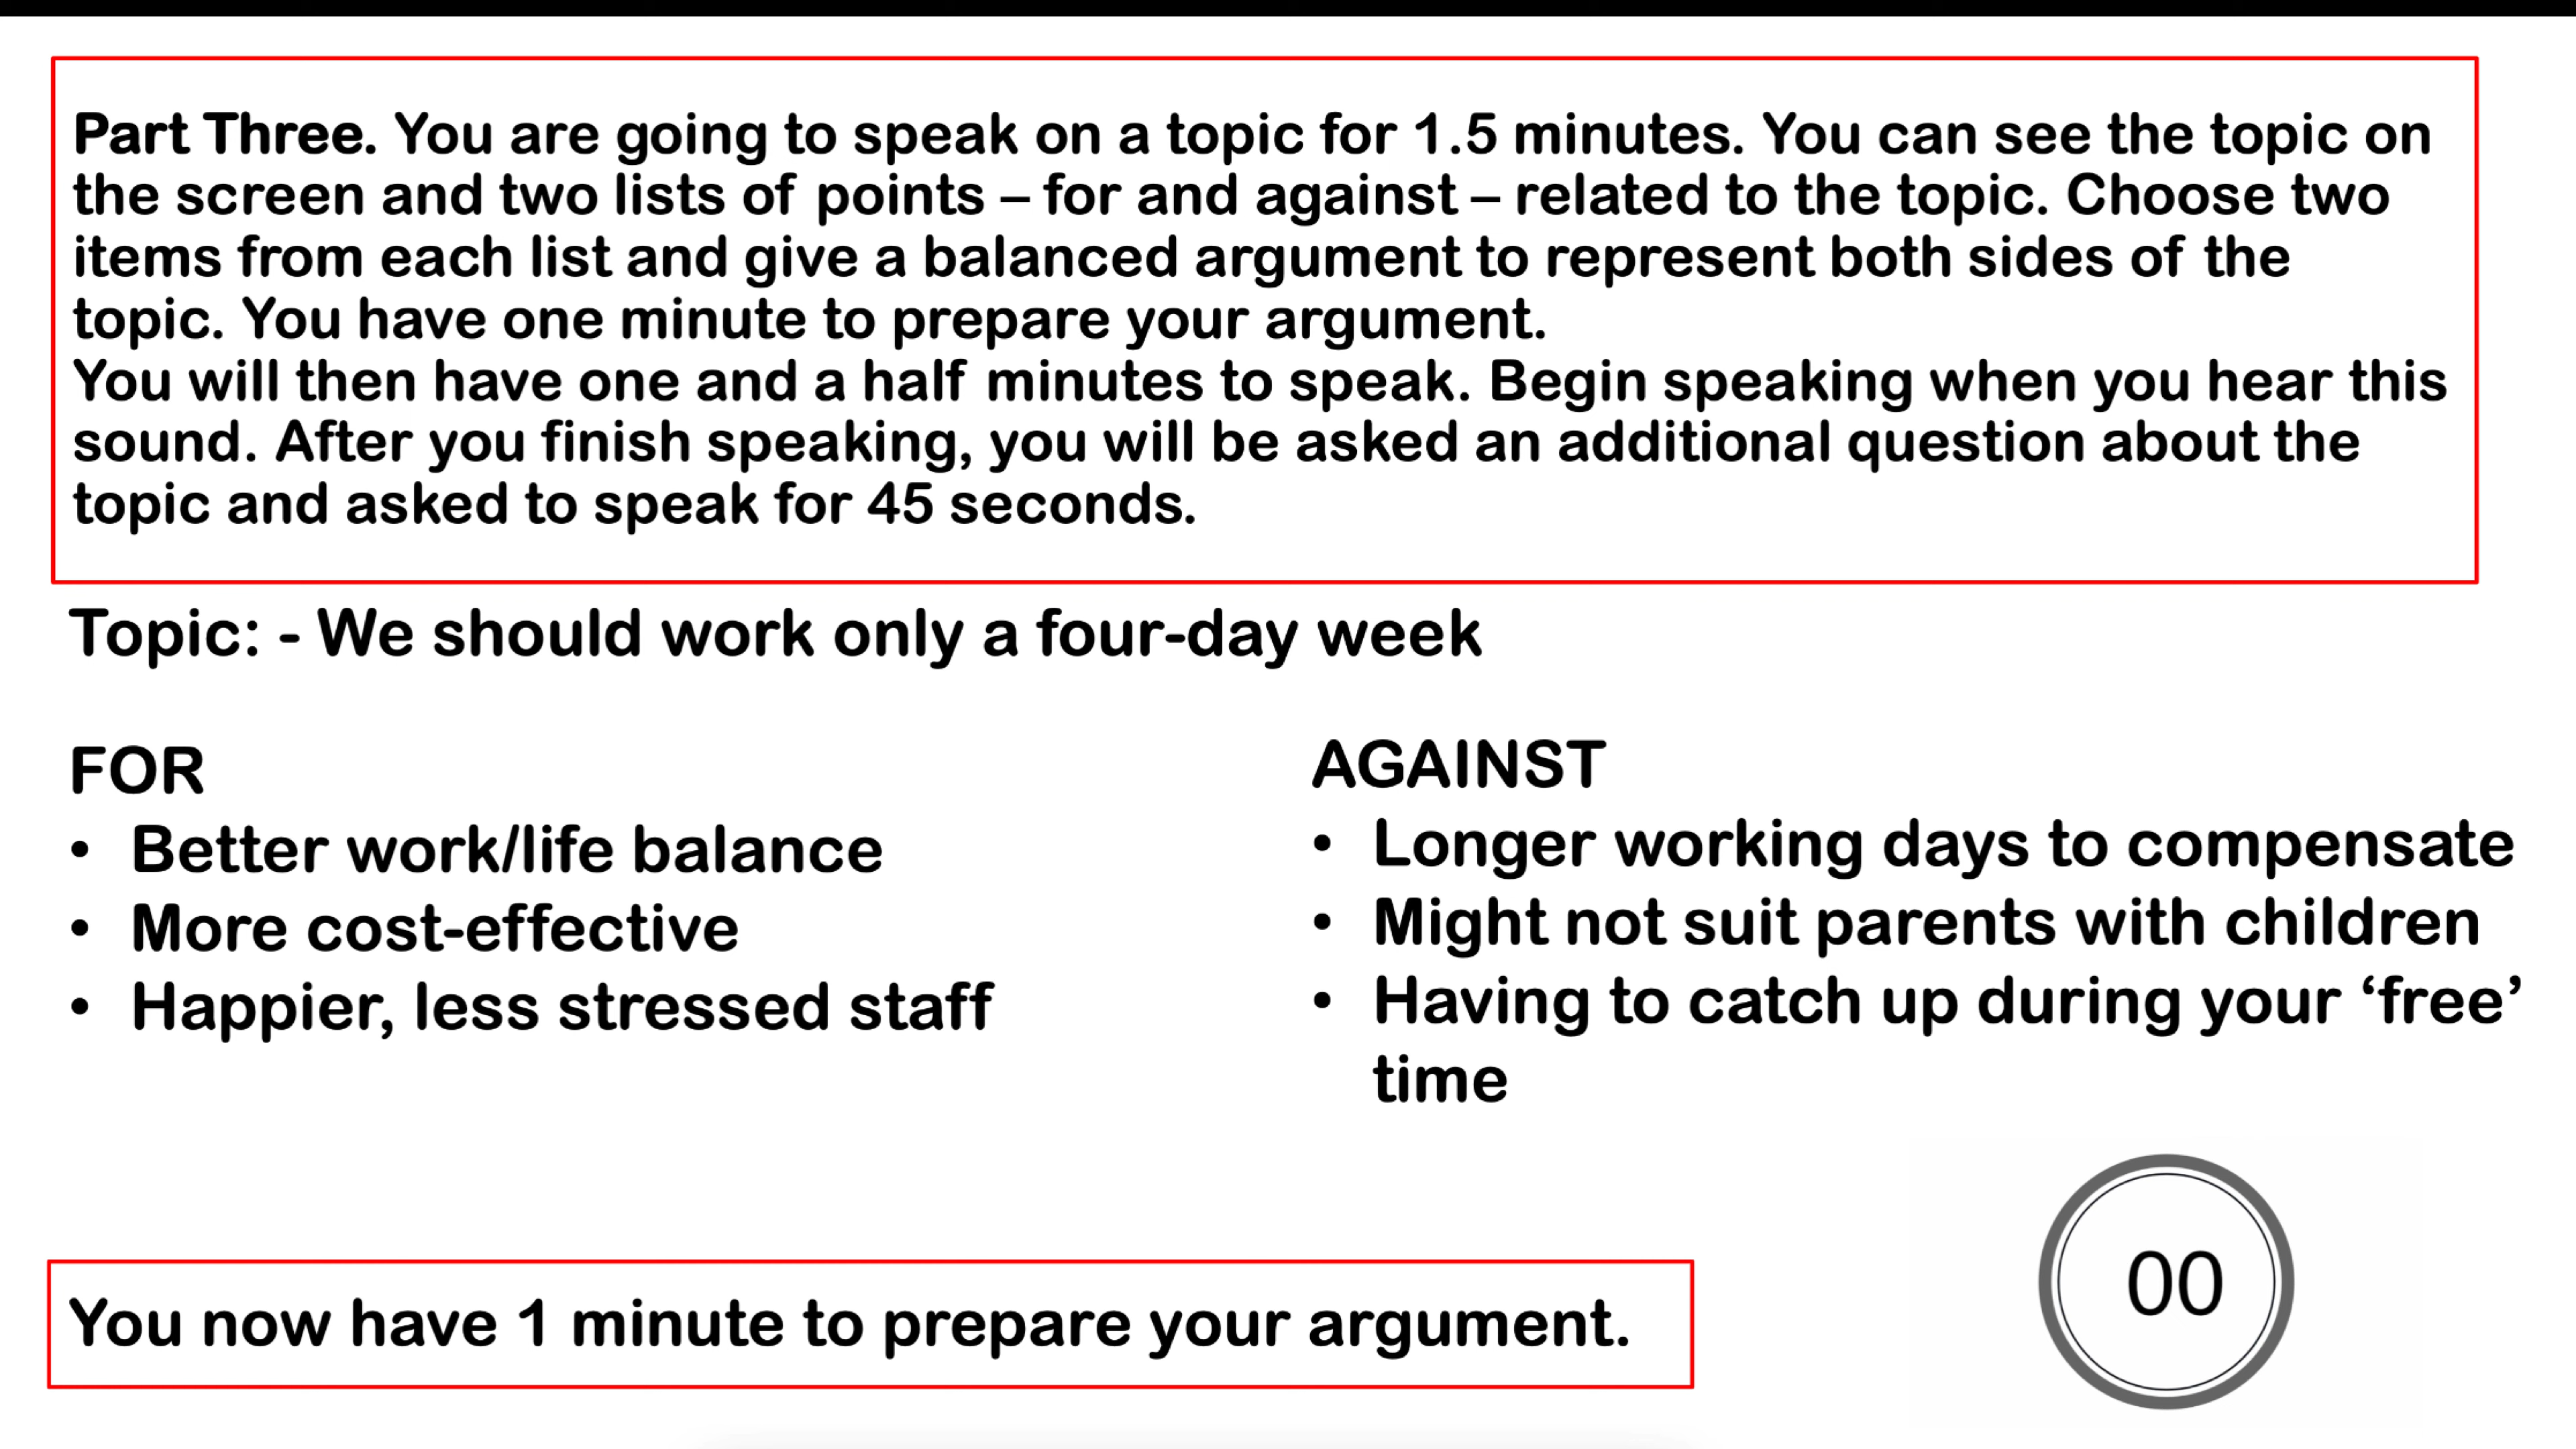 Part Three. You are going to speak on a topic for 1.5 minutes. You can see the topic on
the screen and two lists of points – for and against – related to the topic. Choose two
items from each list and give a balanced argument to represent both sides of the
topic. You have one minute to prepare your argument.
You will then have one and a half minutes to speak. Begin speaking when you hear this
sound. After you finish speaking, you will be asked an additional question about the
topic and asked to speak for 45 seconds.
Topic: - We should work only a four-day week
FOR
• Better work/life balance
• More cost-effective
• Happier, less stressed staff
AGAINST
• Longer working days to compensate
• Might not suit parents with children
• Having to catch up during your ‘free’
time
You now have 1 minute to prepare your argument.
00